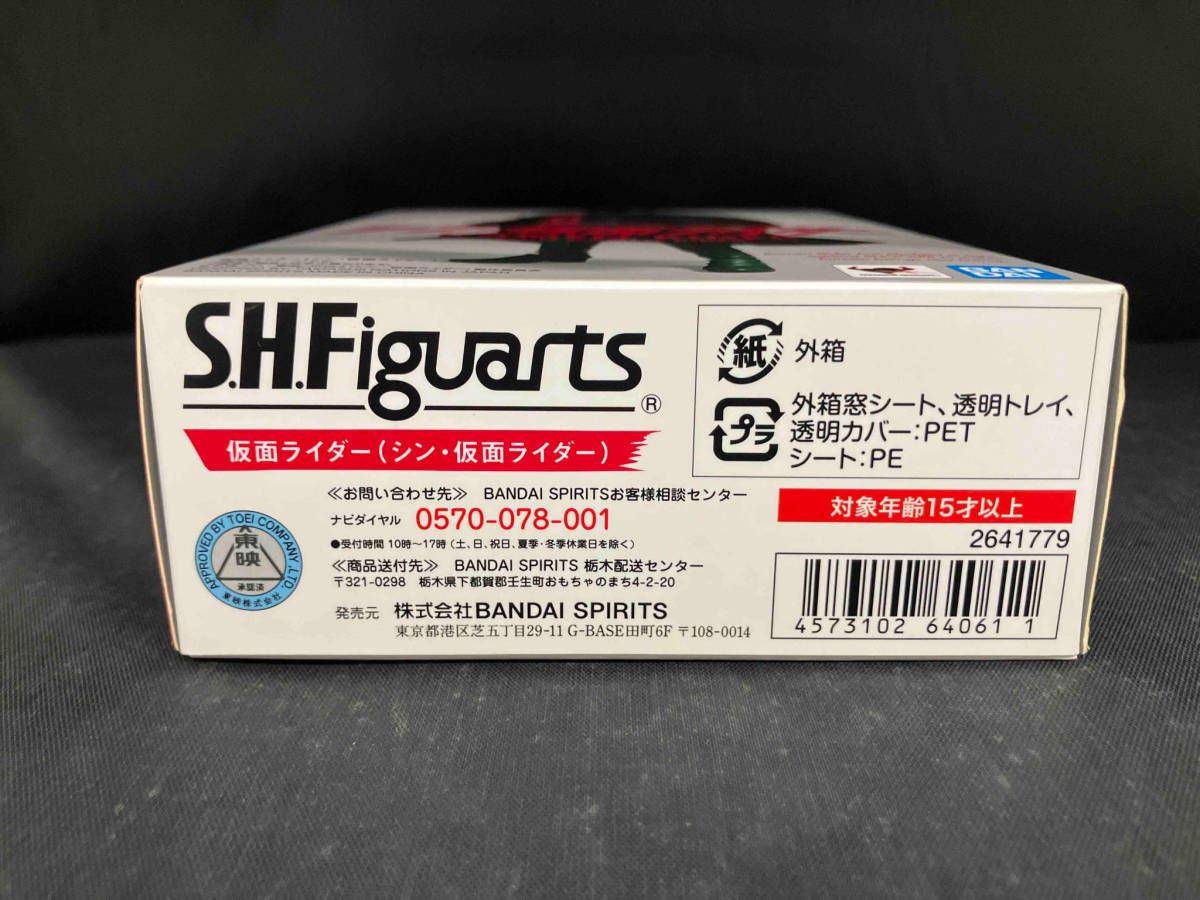 BAN
DAI
S.H.Figuarts®
仮面ライダー(シン・仮面ライダー)
紙 外箱
プラ 外箱窓シート、透明トレイ、
透明カバー:PET
シート:PE
≪お問い合わせ先≫ BANDAI SPIRITSお客様相談センター
ナビダイヤル 0570-078-001
●受付時間 10時~17時(土、日、祝日、夏季・冬季休業日を除く)
≪商品送付先≫ BANDAI SPIRITS 栃木配送センター
〒321-0298 栃木県下都賀郡壬生町おもちゃのまち4-2-20
発売元 株式会社BANDAI SPIRITS
東京都港区芝五丁目29-11 G-BASE田町6F 〒108-0014
APPROVED BY TOEI COMPANY, LTD.
東映
承認済
東映株式会社
対象年齢15才以上
2641779
4573102 64061 1